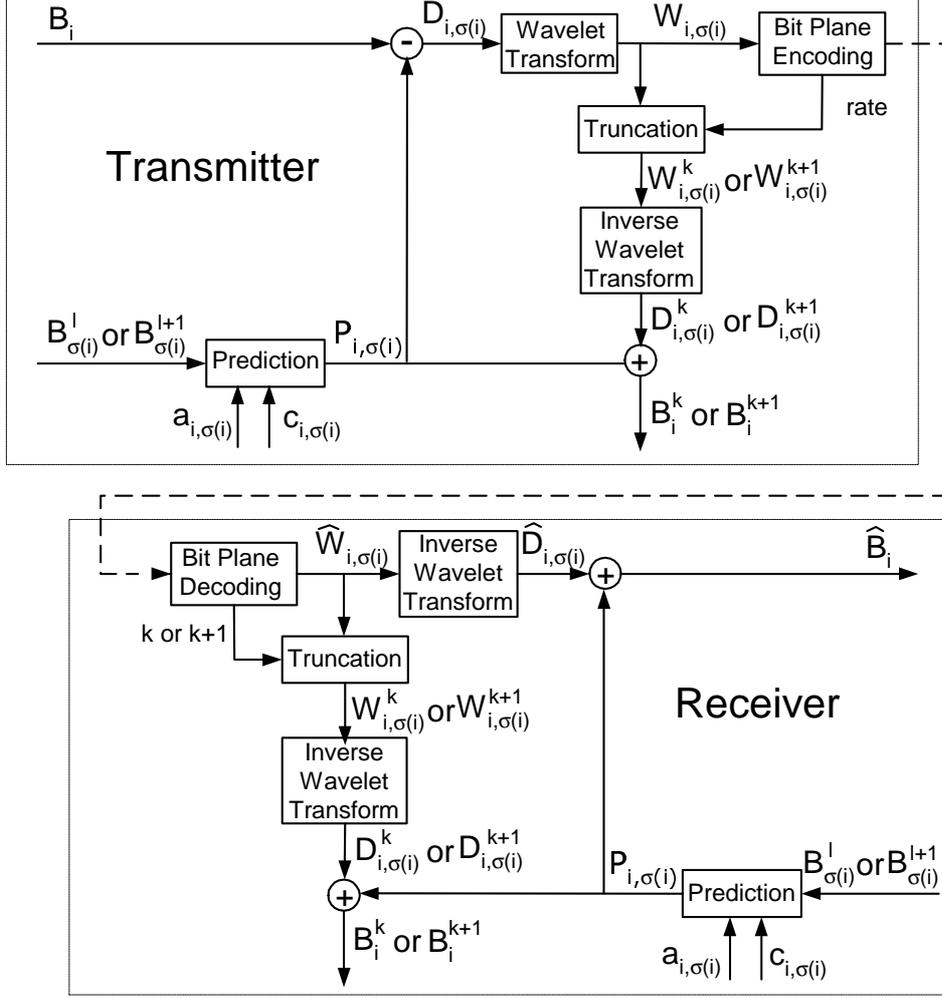 B_i
D_{i,σ(i)}
Wavelet
Transform
W_{i,σ(i)}
Bit Plane
Encoding
rate
Truncation
Transmitter
W^k_{i,σ(i)} or W^{k+1}_{i,σ(i)}
Inverse
Wavelet
Transform
B^l_{σ(i)} or B^{l+1}_{σ(i)}
Prediction
P_{i,σ(i)}
D^k_{i,σ(i)} or D^{k+1}_{i,σ(i)}
a_{i,σ(i)}
c_{i,σ(i)}
B^k_i or B^{k+1}_i
-
+
Bit Plane
Decoding
Ŵ_{i,σ(i)}
Inverse
Wavelet
Transform
D̂_{i,σ(i)}
+
B̂_i
k or k+1
Truncation
W^k_{i,σ(i)} or W^{k+1}_{i,σ(i)}
Receiver
Inverse
Wavelet
Transform
D^k_{i,σ(i)} or D^{k+1}_{i,σ(i)}
+
P_{i,σ(i)}
Prediction
B^l_{σ(i)} or B^{l+1}_{σ(i)}
B^k_i or B^{k+1}_i
a_{i,σ(i)}
c_{i,σ(i)}